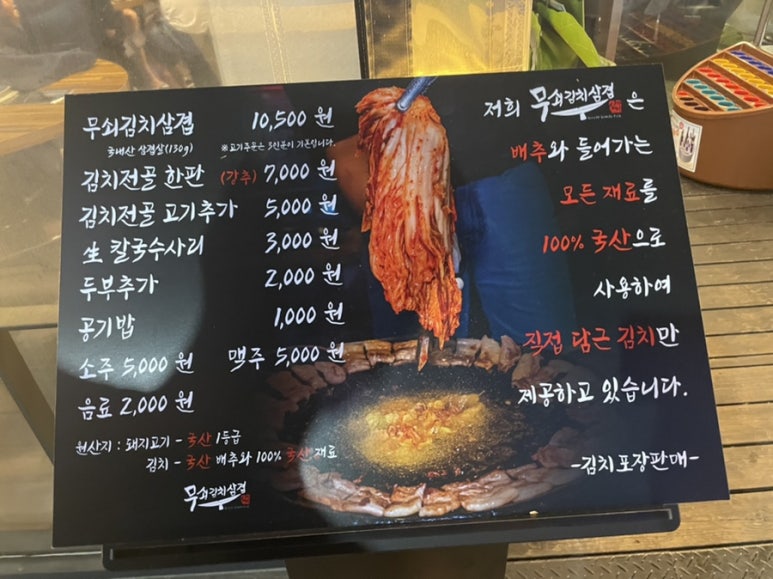 무쇠김치삼겹 10,500 원
국내산 삼겹살(130g) ※고기주문은 3인분이 기본입니다.
김치전골 한판 (강추) 7,000 원
김치전골 고기추가 5,000 원
生 칼국수사리 3,000 원
두부추가 2,000 원
공기밥 1,000 원
소주 5,000 원 맥주 5,000 원
음료 2,000 원
원산지 : 돼지고기 - 국산 1등급
김치 - 국산 배추와 100% 국산 재료
무쇠김치삼겹
저희 무쇠김치삼겹 은
배추와 들어가는
모든 재료를
100% 국산으로
사용하여
직접 담근 김치만
제공하고 있습니다.
-김치포장판매-